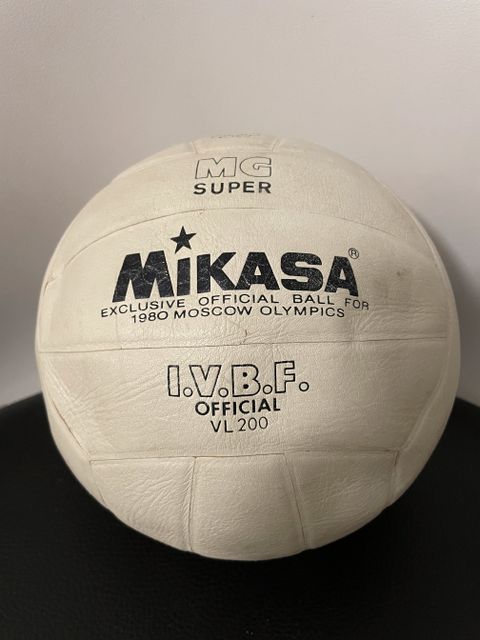 MG
SUPER
MiKASA®
EXCLUSIVE OFFICIAL BALL FOR
1980 MOSCOW OLYMPICS
I.V.B.F.
OFFICIAL
VL200